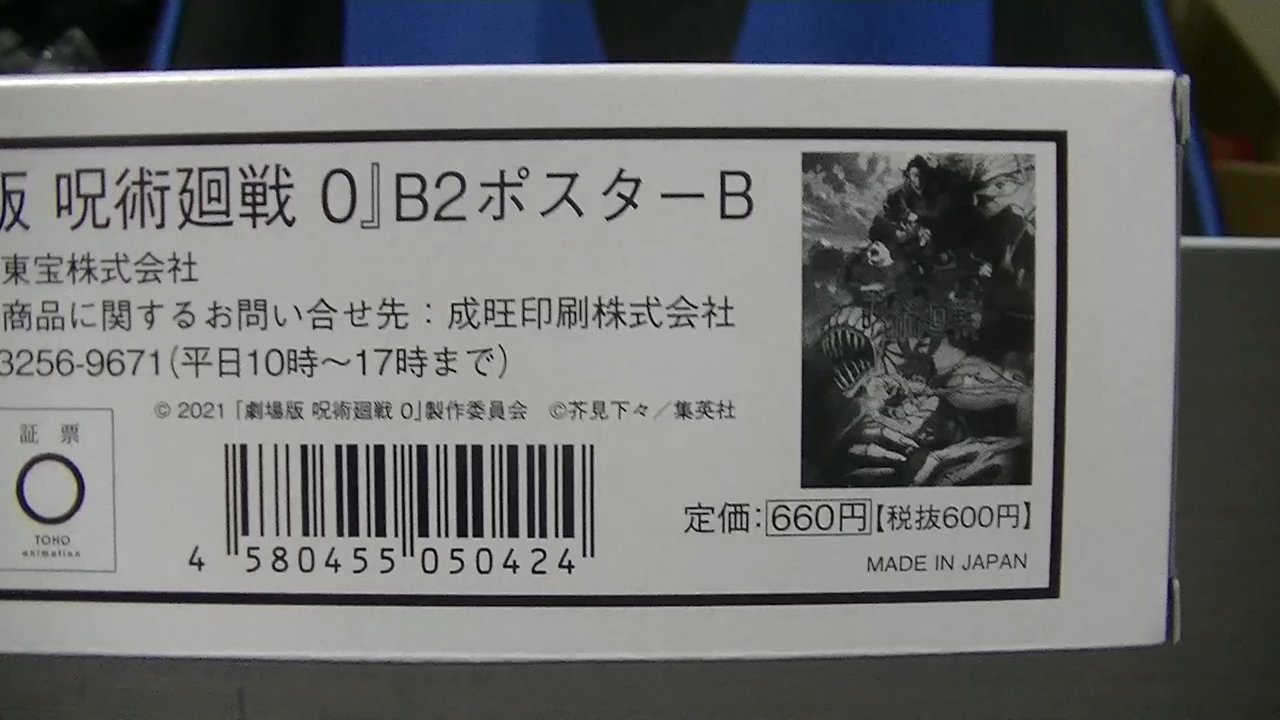 版 呪術廻戦 0』B2ポスターB
東宝株式会社
商品に関するお問い合せ先：成旺印刷株式会社
3256-9671(平日10時～17時まで)
© 2021「劇場版 呪術廻戦 0」製作委員会 ©芥見下々／集英社
証 票
TOHO
animation
4 580455 050424
呪術廻戦
定価：660円【税抜600円】
MADE IN JAPAN